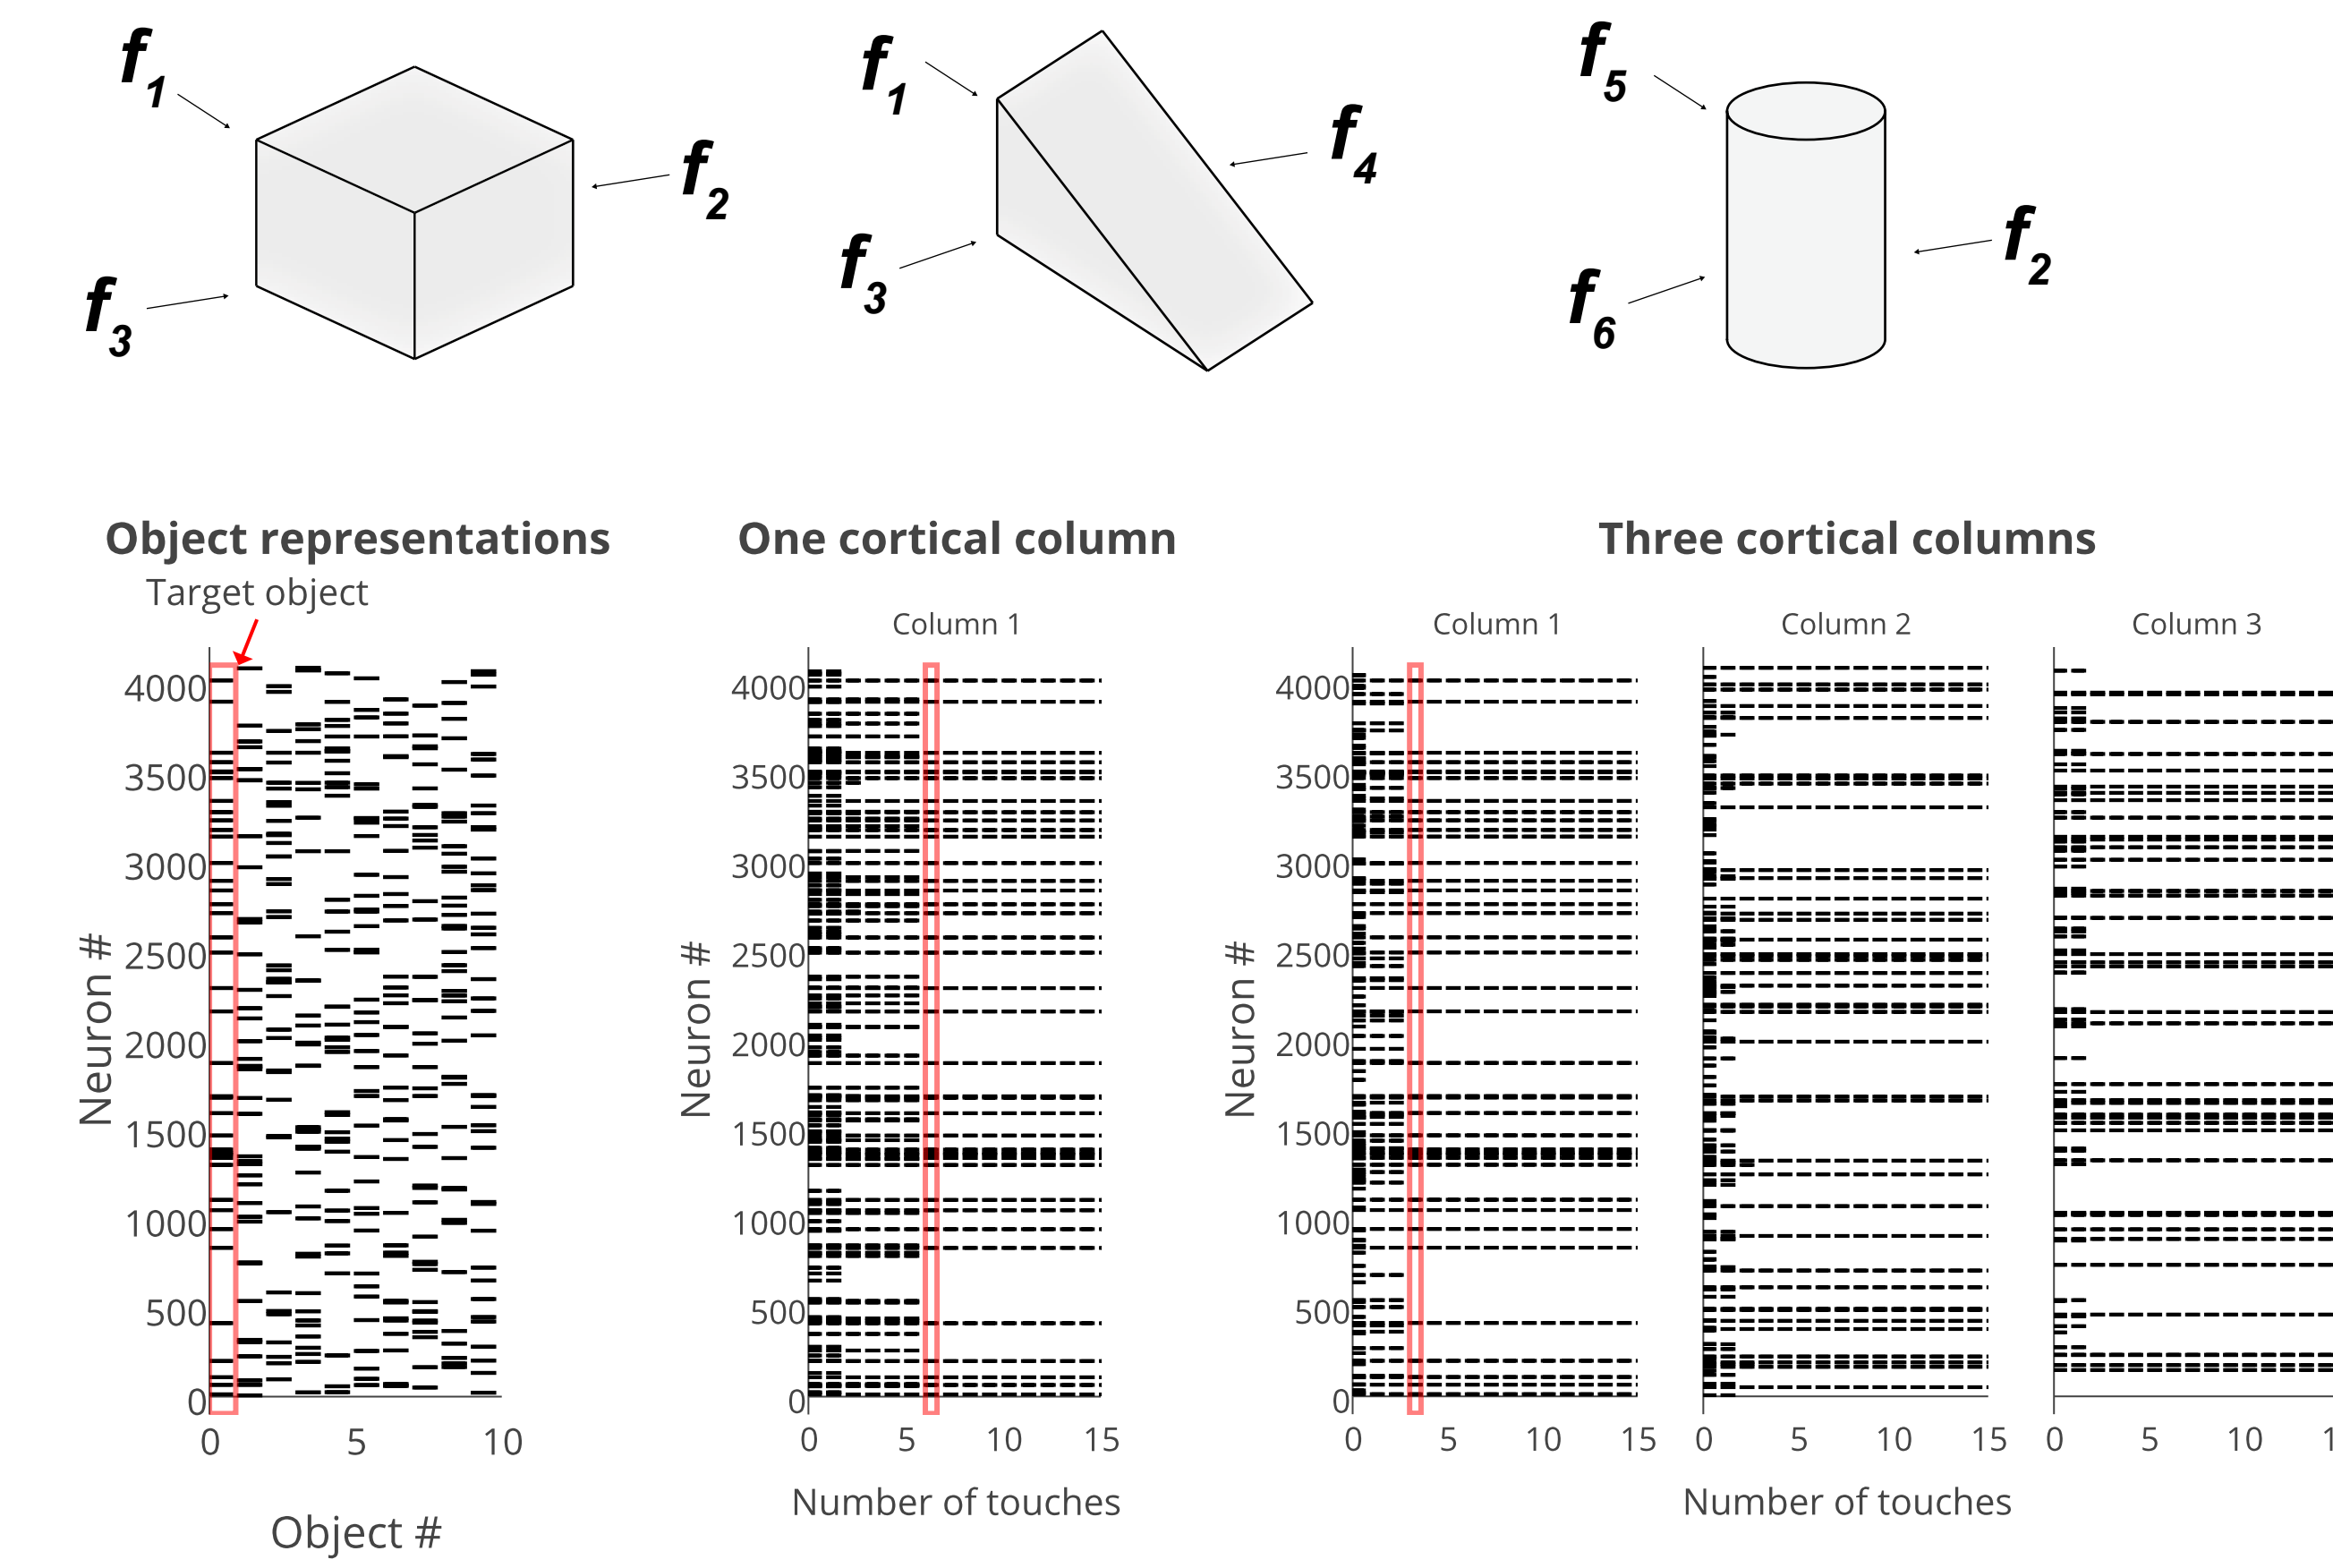 f1
f2
f3
f1
f4
f3
f5
f2
f6
Object representations
One cortical column
Three cortical columns
Target object
Column 1
Column 1
Column 2
Column 3
Neuron #
4000
3500
3000
2500
2000
1500
1000
500
0
0 5 10
Object #
Neuron #
4000
3500
3000
2500
2000
1500
1000
500
0
0 5 10 15
Number of touches
Neuron #
4000
3500
3000
2500
2000
1500
1000
500
0
0 5 10 15
0 5 10 15
0 5 10
Number of touches